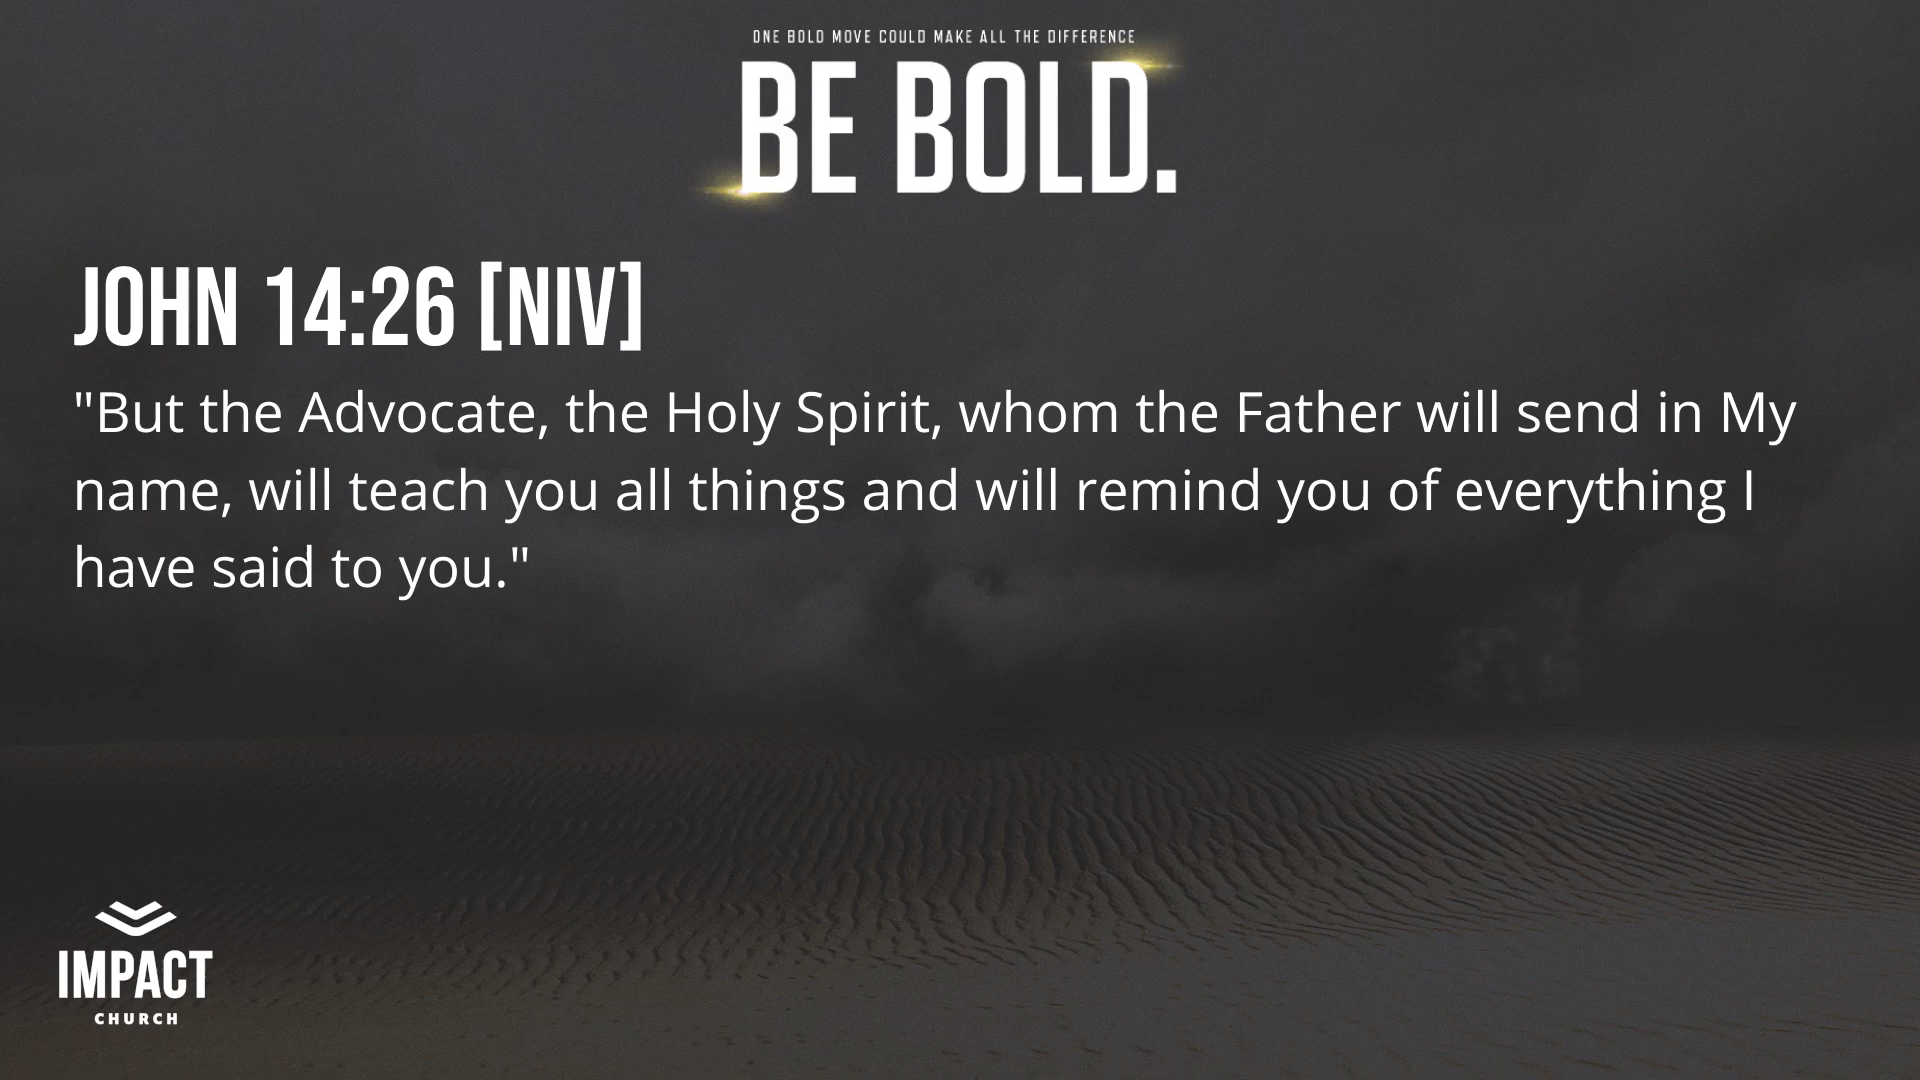 ONE BOLD MOVE COULD MAKE ALL THE DIFFERENCE
BE BOLD.
JOHN 14:26 [NIV]
"But the Advocate, the Holy Spirit, whom the Father will send in My
name, will teach you all things and will remind you of everything I
have said to you."
IMPACT
CHURCH